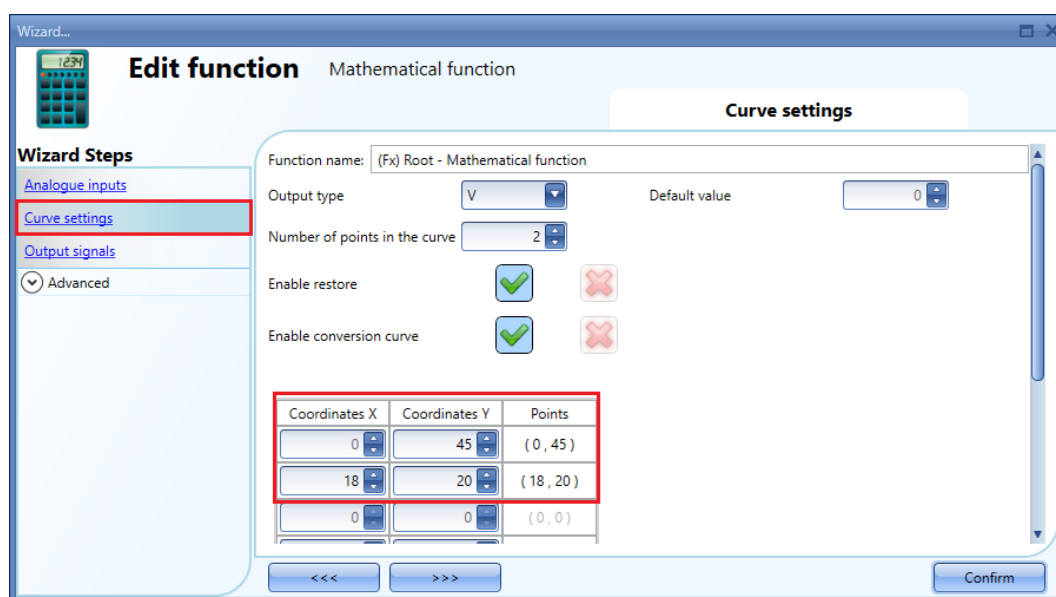 Wizard...
1234
Edit function Mathematical function
Curve settings
Wizard Steps
Analogue inputs
Curve settings
Output signals
Advanced
Function name: (Fx) Root - Mathematical function
Output type V Default value 0
Number of points in the curve 2
Enable restore
Enable conversion curve
Coordinates X Coordinates Y Points
0 45 ( 0 , 45 )
18 20 ( 18 , 20 )
0 0 ( 0 , 0 )
<<< >>> Confirm